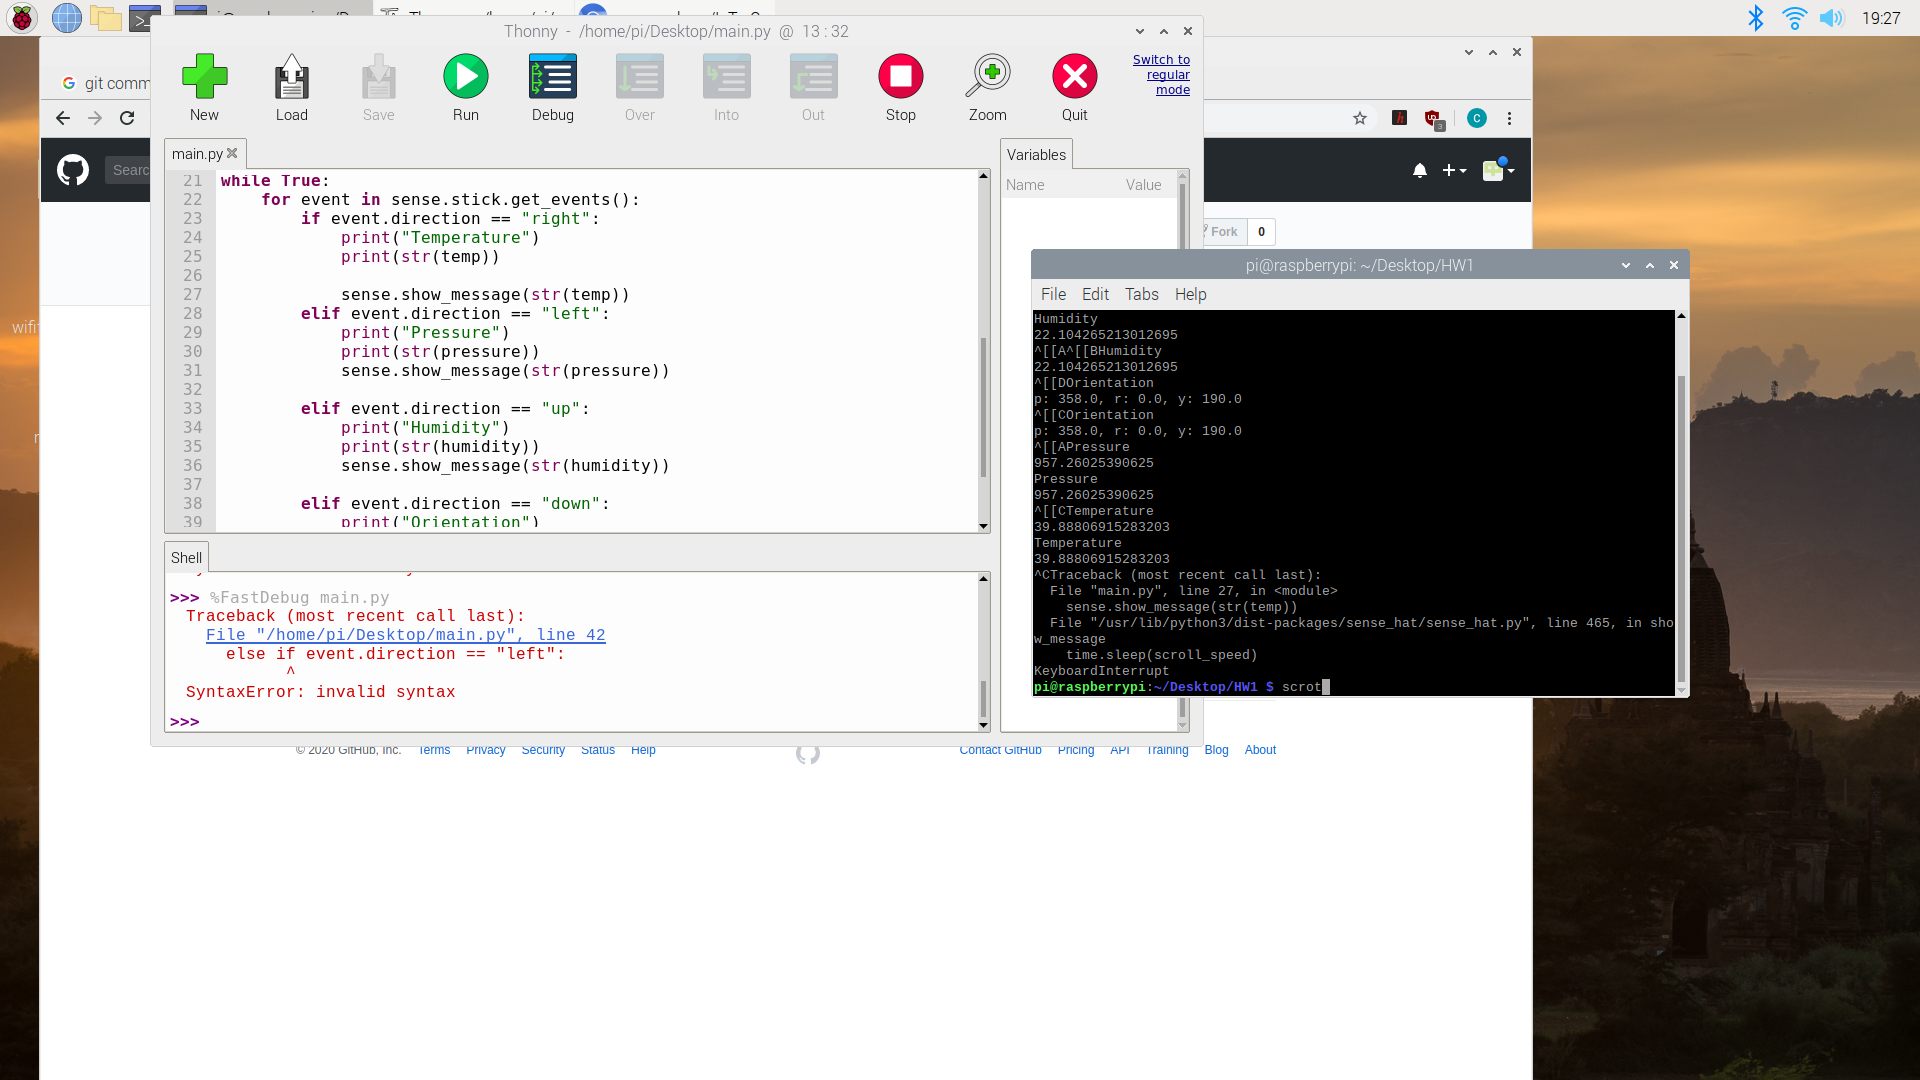 19:27
Thonny - /home/pi/Desktop/main.py @ 13 : 32
New
Load
Save
Run
Debug
Over
Into
Out
Stop
Zoom
Quit
Switch to
regular
mode
git comm
Searc
Fork
0
C
3
main.py
21 while True:
22 for event in sense.stick.get_events():
23 if event.direction == "right":
24 print("Temperature")
25 print(str(temp))
26
27 sense.show_message(str(temp))
28 elif event.direction == "left":
29 print("Pressure")
30 print(str(pressure))
31 sense.show_message(str(pressure))
32
33 elif event.direction == "up":
34 print("Humidity")
35 print(str(humidity))
36 sense.show_message(str(humidity))
37
38 elif event.direction == "down":
39 print("Orientation")
Variables
Name Value
Shell
>>> %FastDebug main.py
Traceback (most recent call last):
File "/home/pi/Desktop/main.py", line 42
else if event.direction == "left":
^
SyntaxError: invalid syntax
>>>
pi@raspberrypi: ~/Desktop/HW1
File Edit Tabs Help
Humidity
22.104265213012695
^[[A^[[BHumidity
22.104265213012695
^[[DOrientation
p: 358.0, r: 0.0, y: 190.0
^[[COrientation
p: 358.0, r: 0.0, y: 190.0
^[[APressure
957.26025390625
Pressure
957.26025390625
^[[CTemperature
39.88806915283203
Temperature
39.88806915283203
^CTraceback (most recent call last):
File "main.py", line 27, in <module>
sense.show_message(str(temp))
File "/usr/lib/python3/dist-packages/sense_hat/sense_hat.py", line 465, in sho
w_message
time.sleep(scroll_speed)
KeyboardInterrupt
pi@raspberrypi:~/Desktop/HW1 $ scrot
© 2020 GitHub, Inc. Terms Privacy Security Status Help
Contact GitHub Pricing API Training Blog About